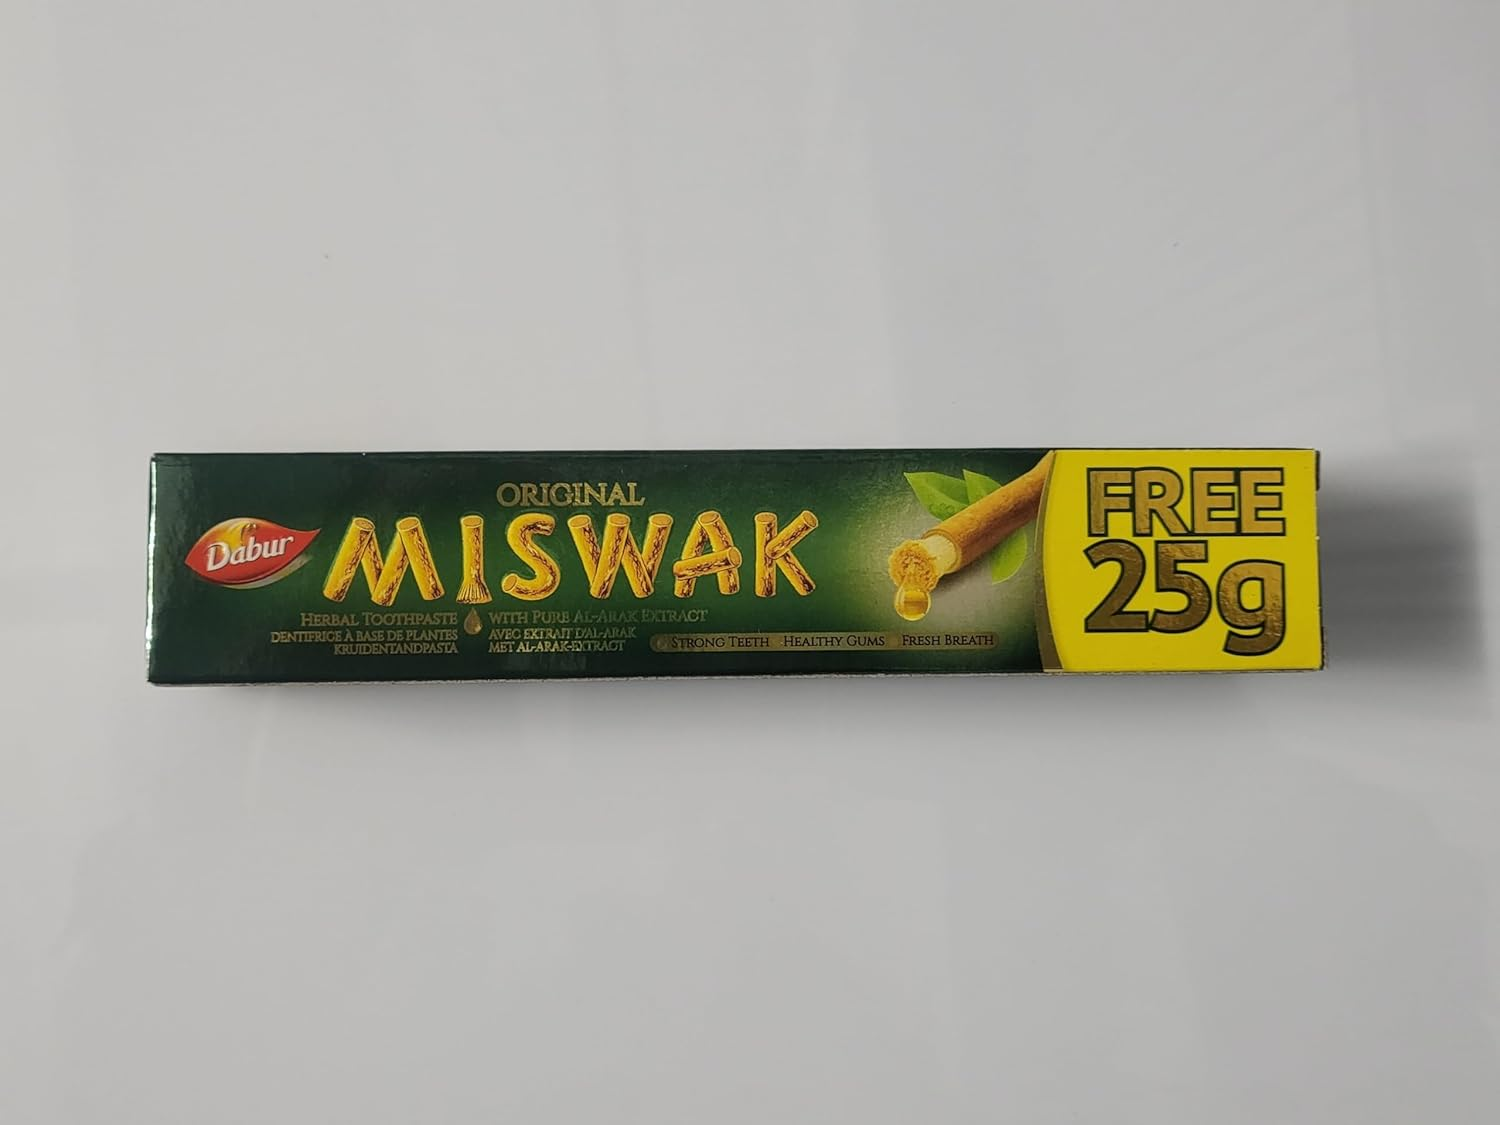 Dabur
ORIGINAL
MISWAK
HERBAL TOOTHPASTE WITH PURE AL-ARAK EXTRACT
DENTIFRICE À BASE DE PLANTES AVEC EXTRAIT D'AL-ARAK
KRUIDENTANDPASTA MET AL-ARAK-EXTRACT
STRONG TEETH HEALTHY GUMS FRESH BREATH
FREE
25g